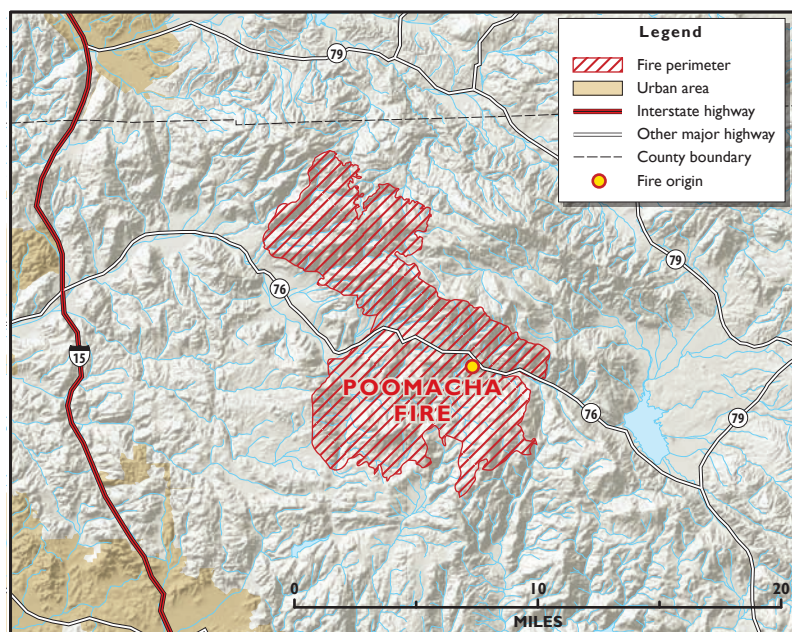 Legend
Fire perimeter
Urban area
Interstate highway
Other major highway
County boundary
Fire origin
79
79
76
15
POOMACHA
FIRE
76
79
0
10
20
MILES